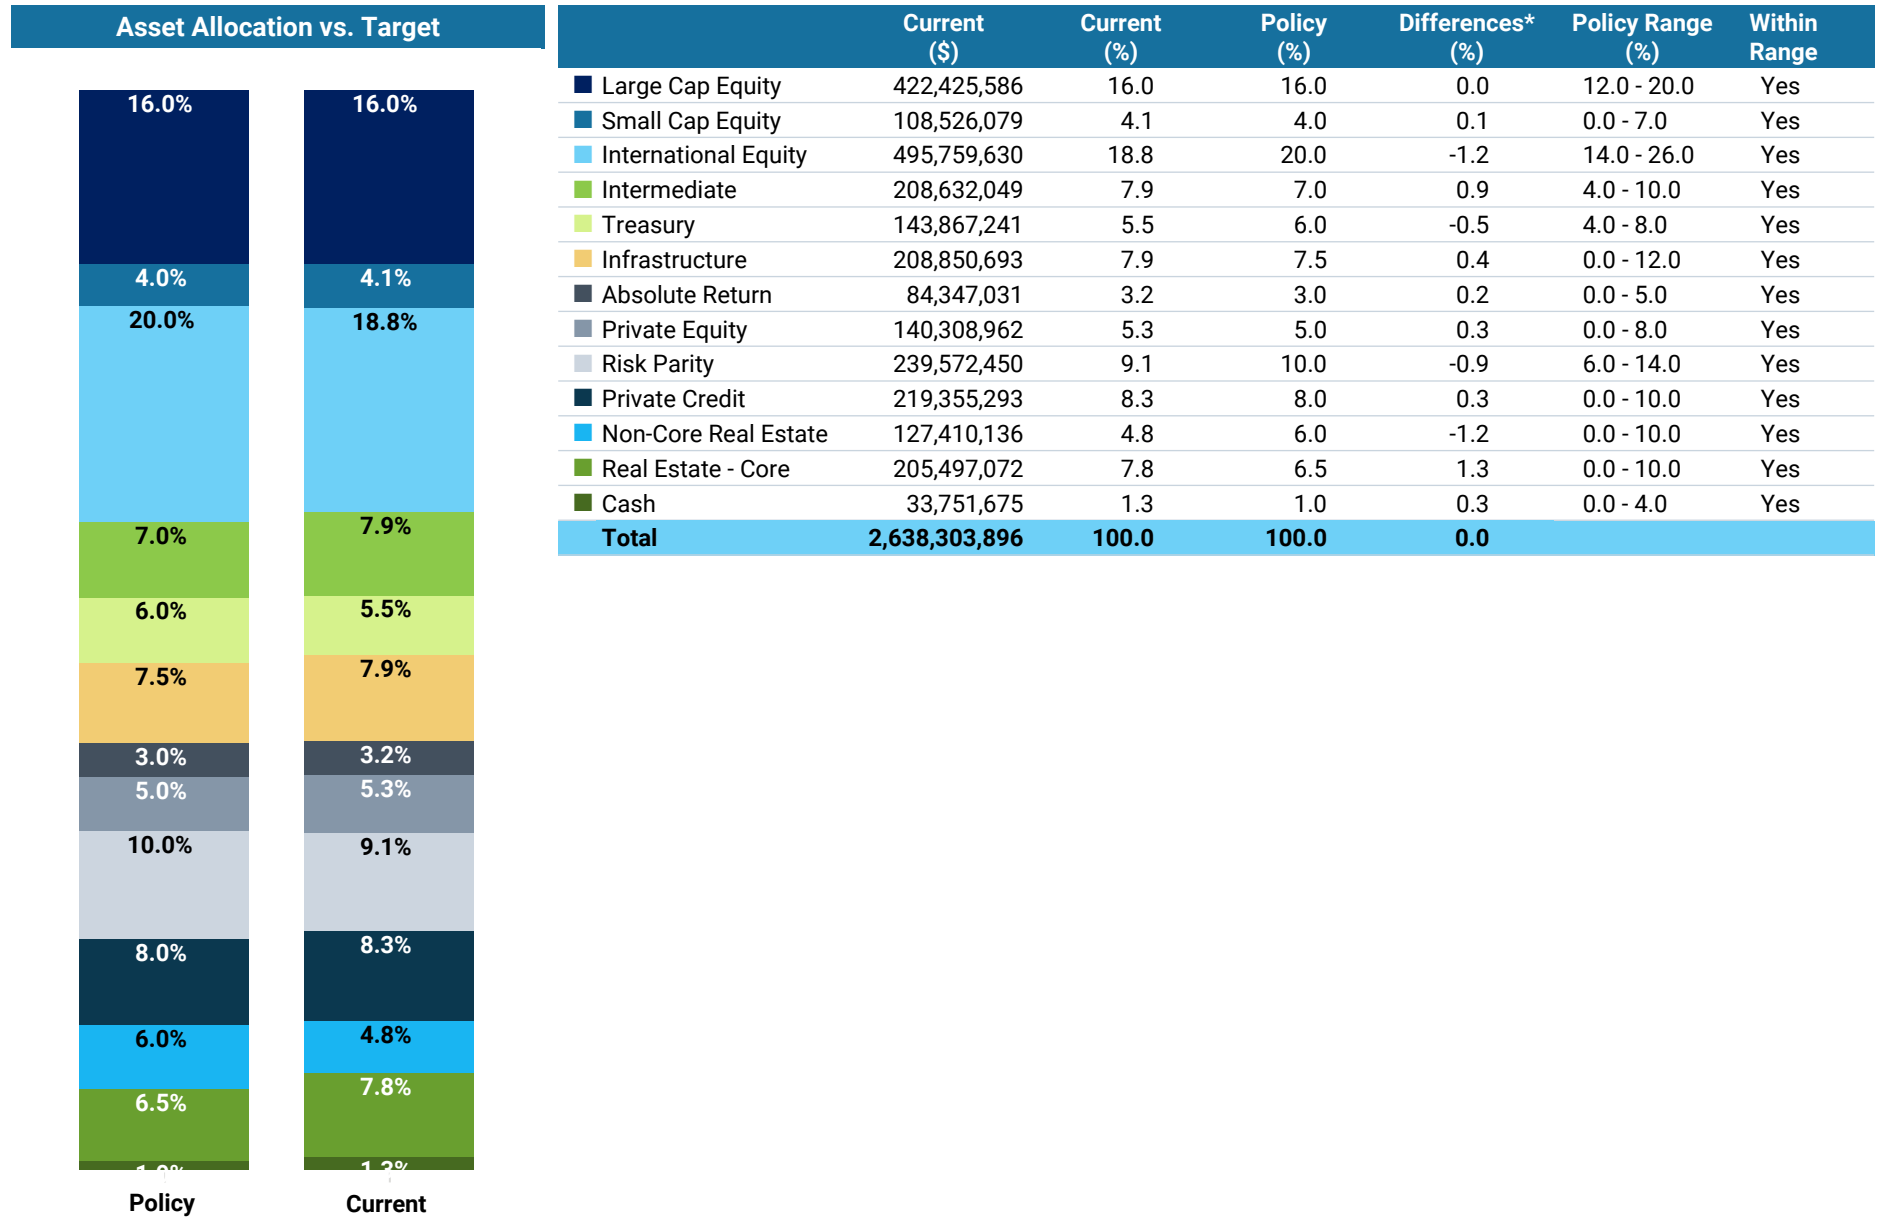 Asset Allocation vs. Target
16.0% 16.0%
4.0% 4.1%
20.0% 18.8%
7.0% 7.9%
6.0% 5.5%
7.5% 7.9%
3.0% 3.2%
5.0% 5.3%
10.0% 9.1%
8.0% 8.3%
6.0% 4.8%
6.5% 7.8%
1.0% 1.3%
Policy Current
Current ($) Current (%) Policy (%) Differences* (%) Policy Range (%) Within Range
Large Cap Equity 422,425,586 16.0 16.0 0.0 12.0 - 20.0 Yes
Small Cap Equity 108,526,079 4.1 4.0 0.1 0.0 - 7.0 Yes
International Equity 495,759,630 18.8 20.0 -1.2 14.0 - 26.0 Yes
Intermediate 208,632,049 7.9 7.0 0.9 4.0 - 10.0 Yes
Treasury 143,867,241 5.5 6.0 -0.5 4.0 - 8.0 Yes
Infrastructure 208,850,693 7.9 7.5 0.4 0.0 - 12.0 Yes
Absolute Return 84,347,031 3.2 3.0 0.2 0.0 - 5.0 Yes
Private Equity 140,308,962 5.3 5.0 0.3 0.0 - 8.0 Yes
Risk Parity 239,572,450 9.1 10.0 -0.9 6.0 - 14.0 Yes
Private Credit 219,355,293 8.3 8.0 0.3 0.0 - 10.0 Yes
Non-Core Real Estate 127,410,136 4.8 6.0 -1.2 0.0 - 10.0 Yes
Real Estate - Core 205,497,072 7.8 6.5 1.3 0.0 - 10.0 Yes
Cash 33,751,675 1.3 1.0 0.3 0.0 - 4.0 Yes
Total 2,638,303,896 100.0 100.0 0.0